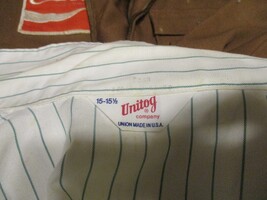 15-15½
Unitog ®
company
UNION MADE IN U.S.A.